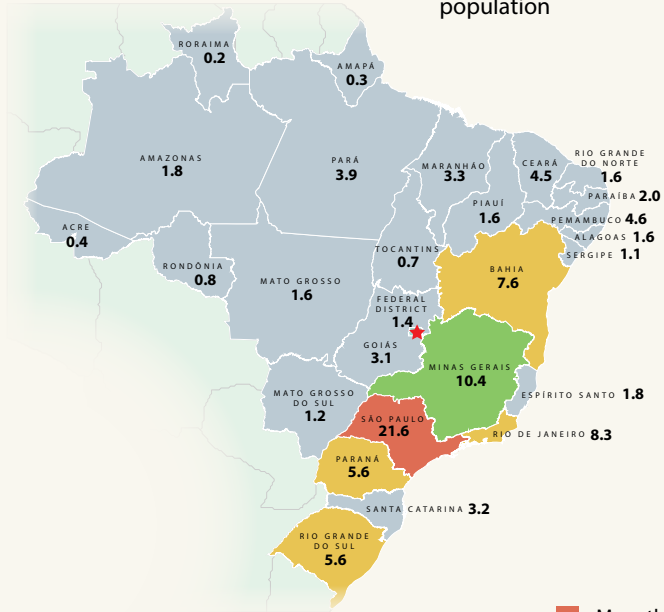 population
RORAIMA
0.2
AMAPÁ
0.3
AMAZONAS
1.8
PARÁ
3.9
MARANHÁO
3.3
CEARÁ
4.5
RIO GRANDE
DO NORTE
1.6
PARAÍBA 2.0
PIAUÍ
1.6
PEMAMBUCO 4.6
ALAGOAS 1.6
SERGIPE 1.1
ACRE
0.4
RONDÔNIA
0.8
TOCANTINS
0.7
MATO GROSSO
1.6
BAHIA
7.6
FEDERAL
DISTRICT
1.4
GOIÁS
3.1
MINAS GERAIS
10.4
MATO GROSSO
DO SUL
1.2
ESPÍRITO SANTO 1.8
SÃO PAULO
21.6
RIO DE JANEIRO 8.3
PARANÁ
5.6
SANTA CATARINA 3.2
RIO GRANDE
DO SUL
5.6